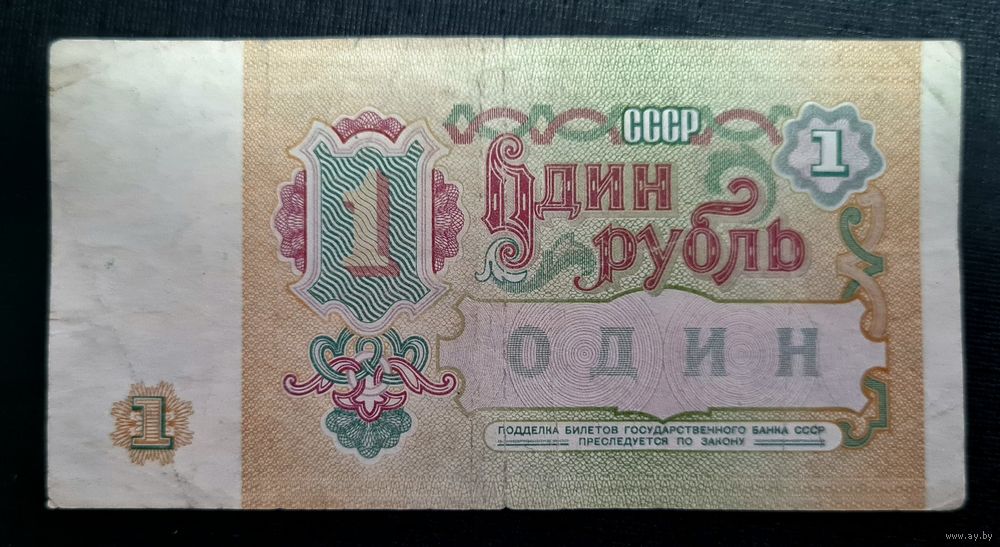 СССР
1
Один
рубль
1
ОДИН
ПОДДЕЛКА БИЛЕТОВ ГОСУДАРСТВЕННОГО БАНКА СССР
ПРЕСЛЕДУЕТСЯ ПО ЗАКОНУ
1
www.ay.by